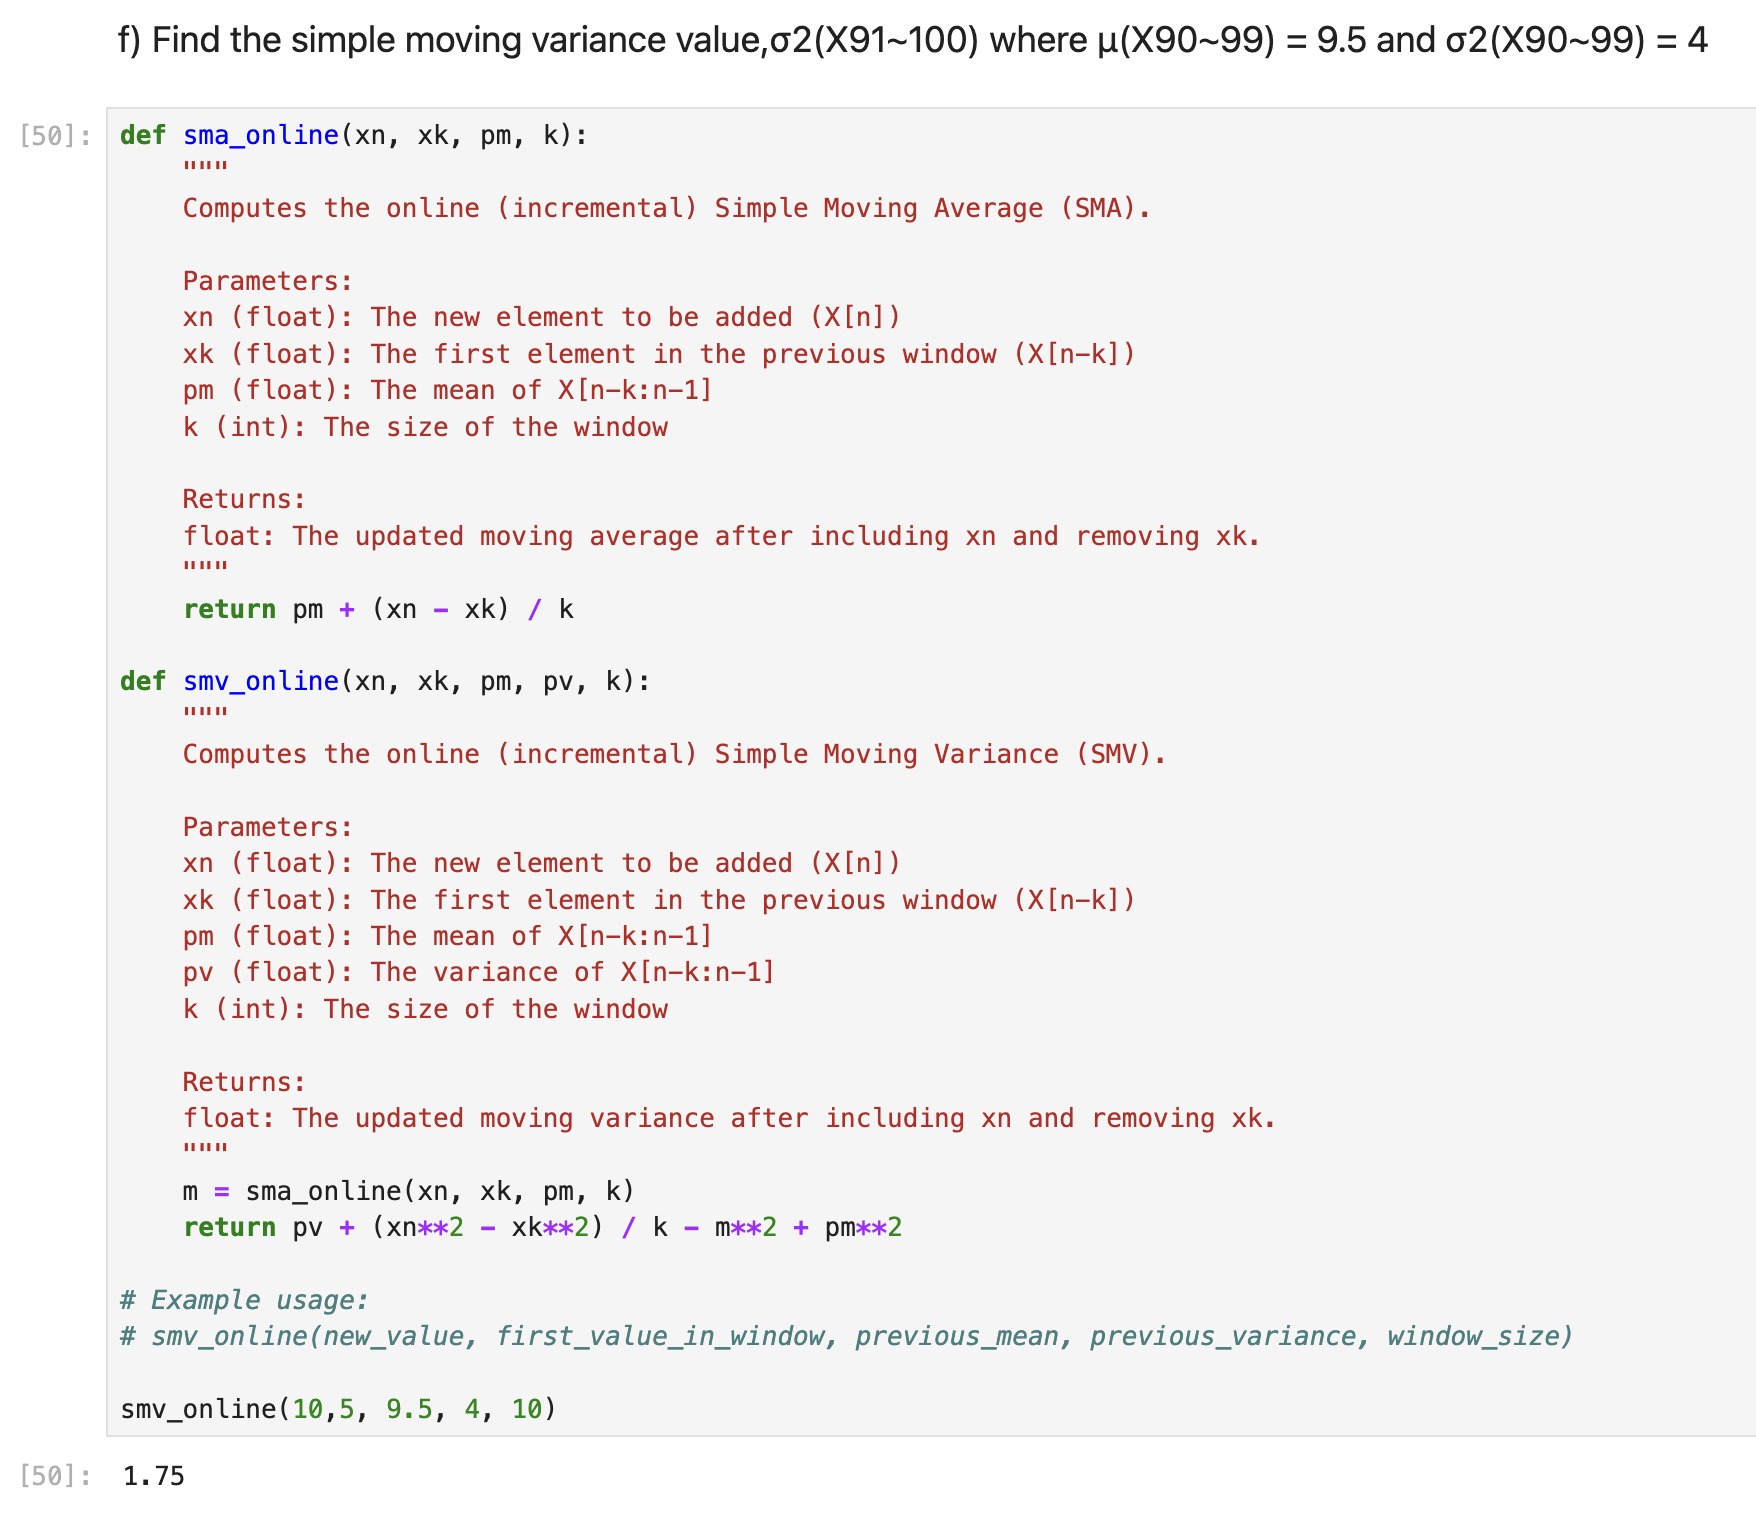 f) Find the simple moving variance value,σ2(X91~100) where μ(X90~99) = 9.5 and σ2(X90~99) = 4
[50]: def sma_online(xn, xk, pm, k):
    """
    Computes the online (incremental) Simple Moving Average (SMA).

    Parameters:
    xn (float): The new element to be added (X[n])
    xk (float): The first element in the previous window (X[n-k])
    pm (float): The mean of X[n-k:n-1]
    k (int): The size of the window

    Returns:
    float: The updated moving average after including xn and removing xk.
    """
    return pm + (xn - xk) / k

def smv_online(xn, xk, pm, pv, k):
    """
    Computes the online (incremental) Simple Moving Variance (SMV).

    Parameters:
    xn (float): The new element to be added (X[n])
    xk (float): The first element in the previous window (X[n-k])
    pm (float): The mean of X[n-k:n-1]
    pv (float): The variance of X[n-k:n-1]
    k (int): The size of the window

    Returns:
    float: The updated moving variance after including xn and removing xk.
    """
    m = sma_online(xn, xk, pm, k)
    return pv + (xn**2 - xk**2) / k - m**2 + pm**2

# Example usage:
# smv_online(new_value, first_value_in_window, previous_mean, previous_variance, window_size)

smv_online(10,5, 9.5, 4, 10)
[50]: 1.75